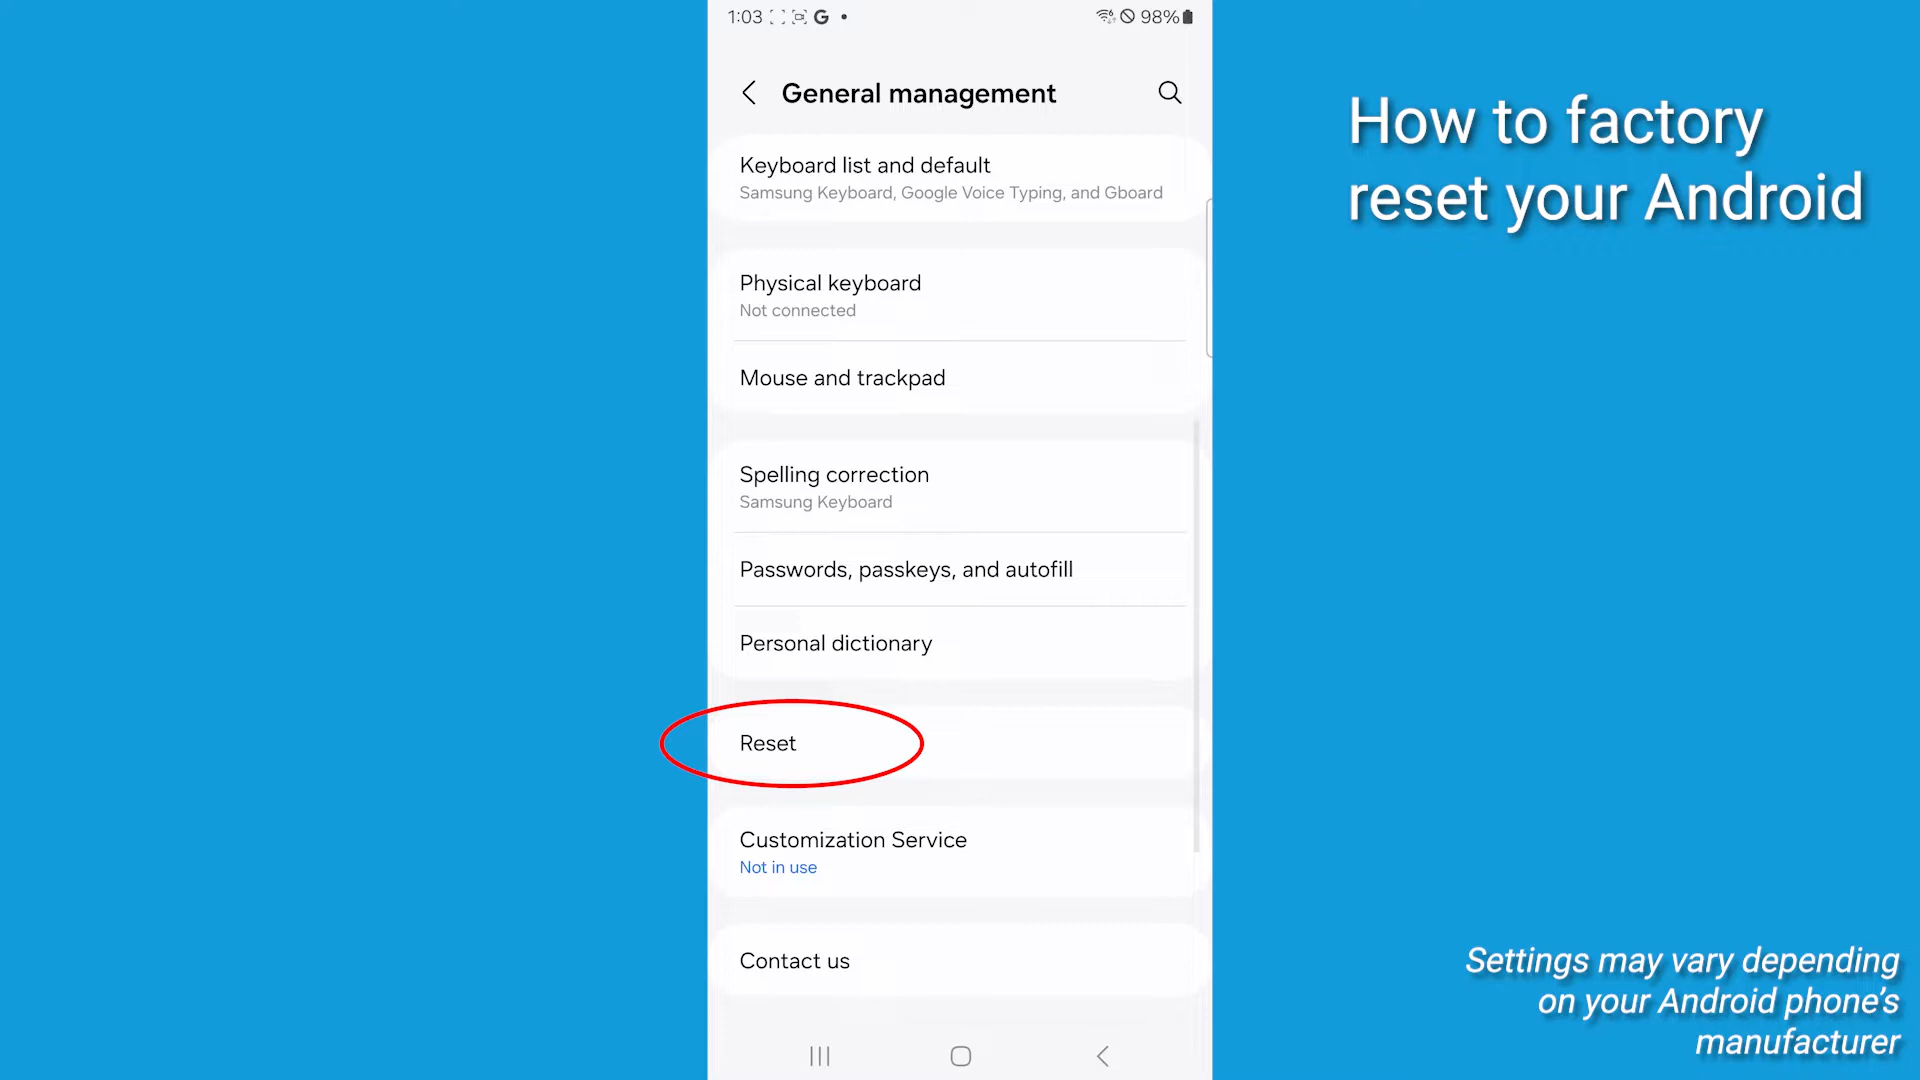 1:03 G 98%
General management
Keyboard list and default
Samsung Keyboard, Google Voice Typing, and Gboard
Physical keyboard
Not connected
Mouse and trackpad
Spelling correction
Samsung Keyboard
Passwords, passkeys, and autofill
Personal dictionary
Reset
Customization Service
Not in use
Contact us
How to factory
reset your Android
Settings may vary depending
on your Android phone’s
manufacturer